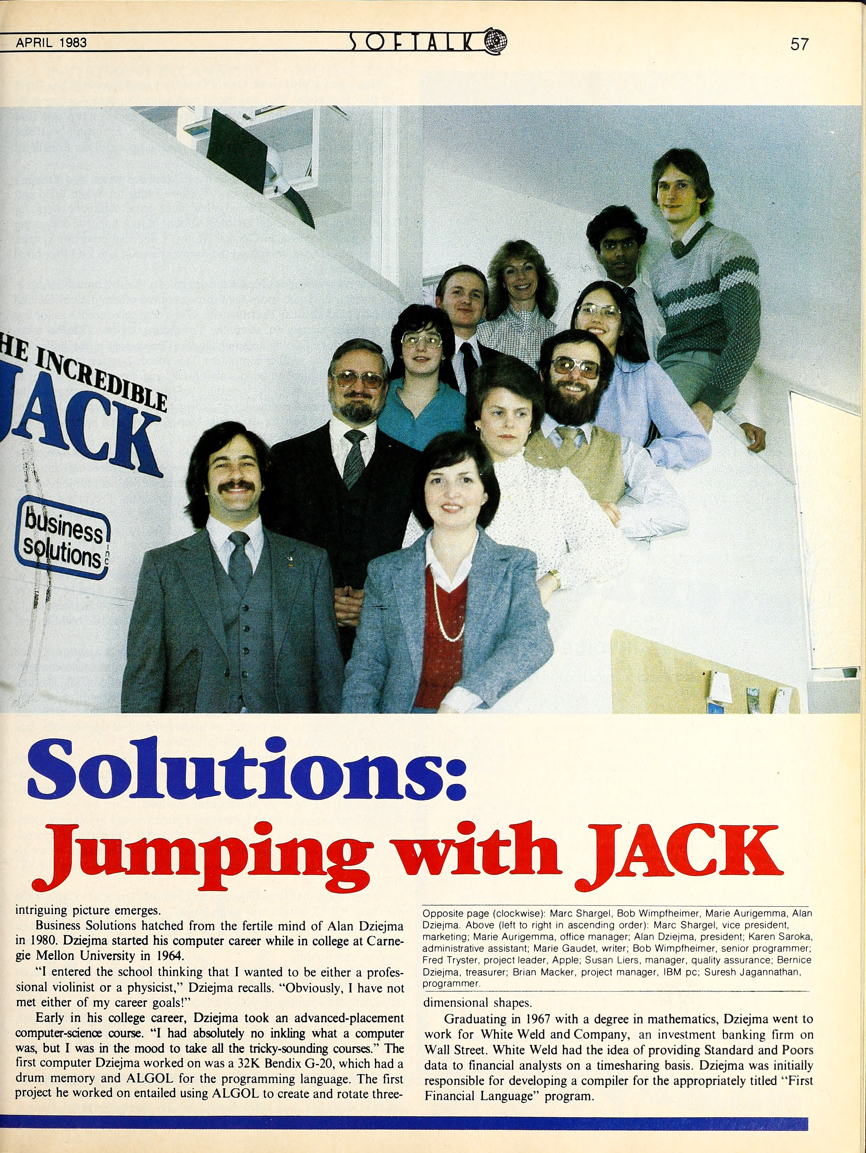 APRIL 1983
SOFTALK
57
HE INCREDIBLE
JACK
business
solutions inc
Solutions:
Jumping with JACK
intriguing picture emerges.
Business Solutions hatched from the fertile mind of Alan Dziejma
in 1980. Dziejma started his computer career while in college at Carne-
gie Mellon University in 1964.
"I entered the school thinking that I wanted to be either a profes-
sional violinist or a physicist," Dziejma recalls. "Obviously, I have not
met either of my career goals!"
Early in his college career, Dziejma took an advanced-placement
computer-science course. "I had absolutely no inkling what a computer
was, but I was in the mood to take all the tricky-sounding courses." The
first computer Dziejma worked on was a 32K Bendix G-20, which had a
drum memory and ALGOL for the programming language. The first
project he worked on entailed using ALGOL to create and rotate three-
Opposite page (clockwise): Marc Shargel, Bob Wimpfheimer, Marie Aurigemma, Alan
Dziejma. Above (left to right in ascending order): Marc Shargel, vice president,
marketing; Marie Aurigemma, office manager; Alan Dziejma, president; Karen Saroka,
administrative assistant; Marie Gaudet, writer; Bob Wimpfheimer, senior programmer;
Fred Tryster, project leader, Apple; Susan Liers, manager, quality assurance; Bernice
Dziejma, treasurer; Brian Macker, project manager, IBM pc; Suresh Jagannathan,
programmer.
dimensional shapes.
Graduating in 1967 with a degree in mathematics, Dziejma went to
work for White Weld and Company, an investment banking firm on
Wall Street. White Weld had the idea of providing Standard and Poors
data to financial analysts on a timesharing basis. Dziejma was initially
responsible for developing a compiler for the appropriately titled "First
Financial Language" program.